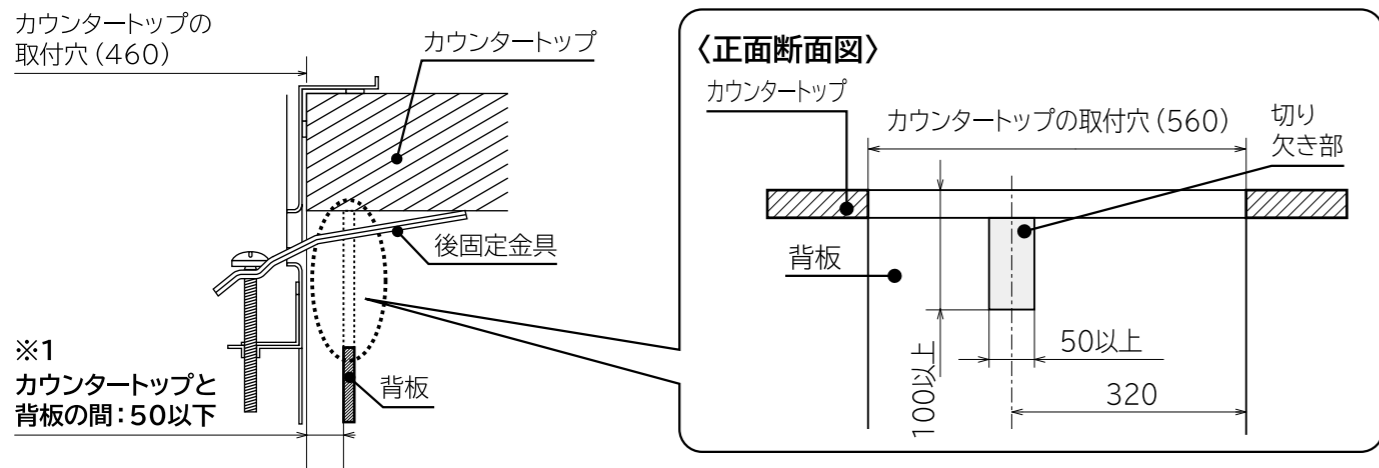 カウンタートップの
取付穴（460）
カウンタートップ
後固定金具
※1
カウンタートップと
背板の間：50以下
背板
〈正面断面図〉
カウンタートップ
カウンタートップの取付穴（560）
切り
欠き部
背板
100以上
50以上
320